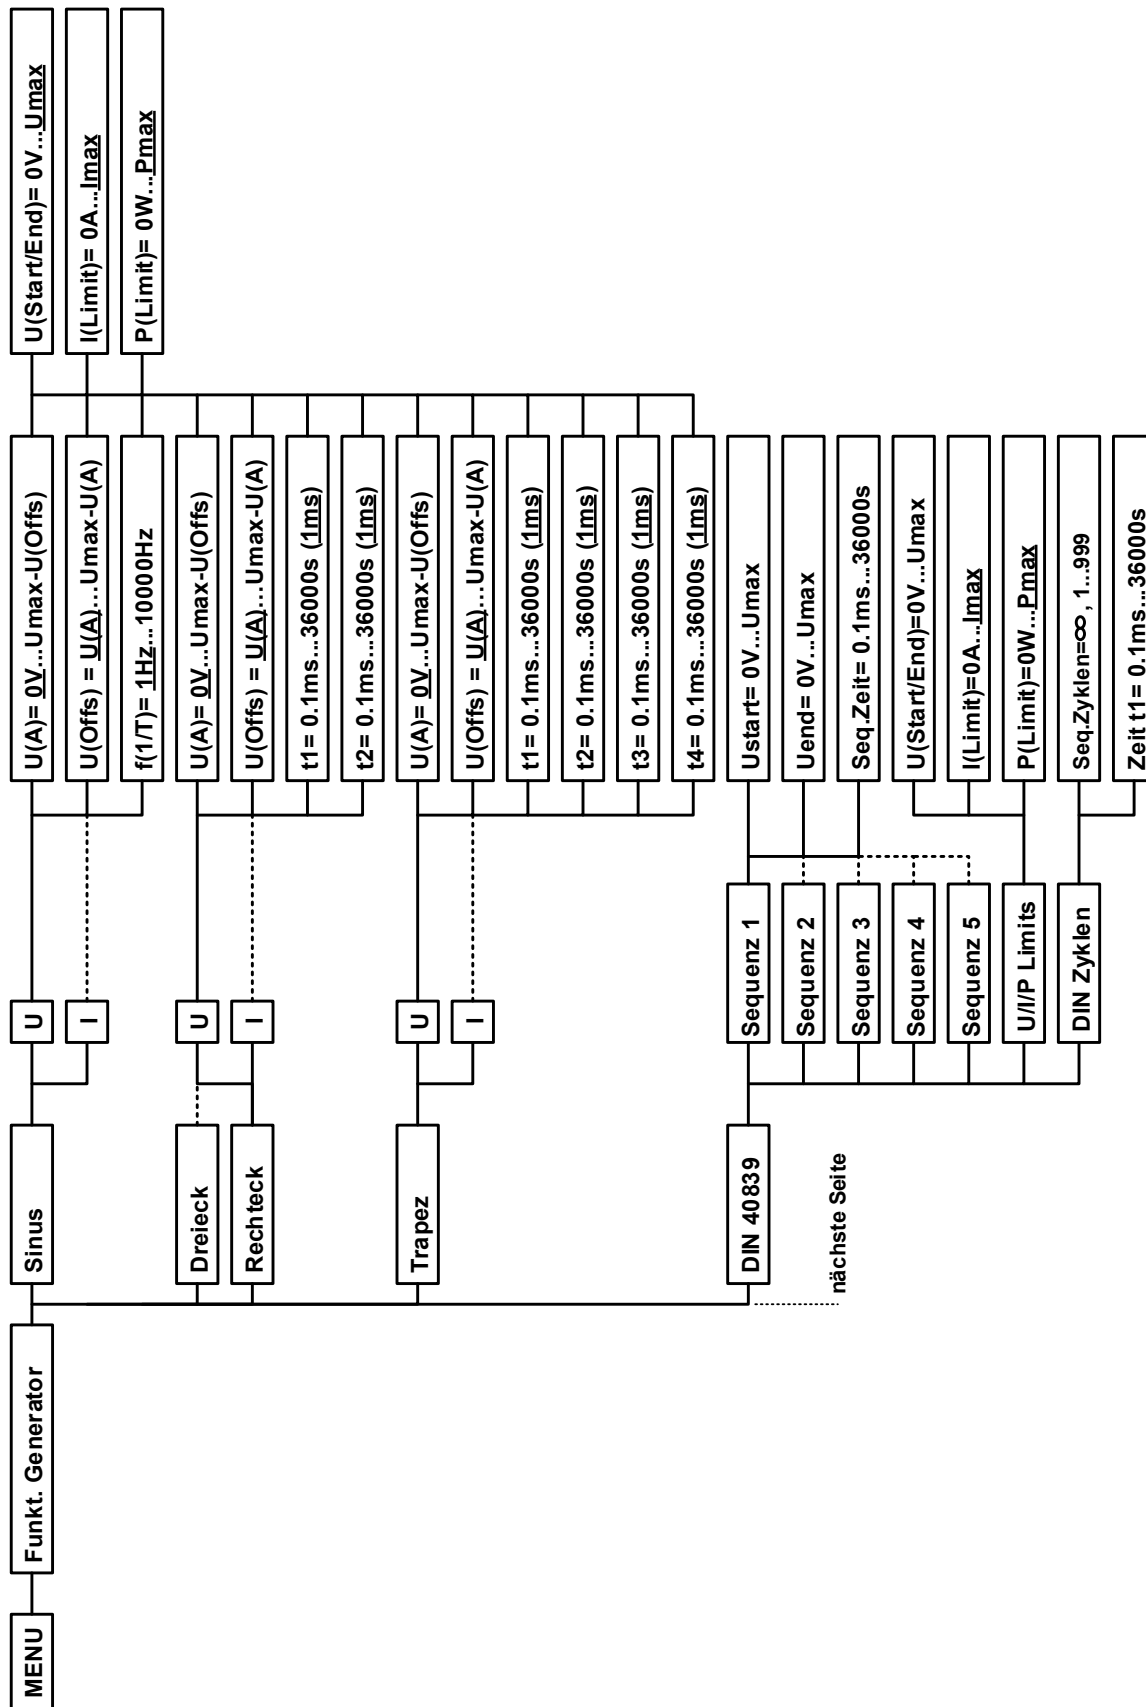 MENU
Funkt. Generator
Sinus
U
I
U(A)= 0V...Umax-U(Offs)
U(Offs) = U(A)...Umax-U(A)
f(1/T)= 1Hz...10000Hz
U(Start/End)= 0V...Umax
I(Limit)= 0A...Imax
P(Limit)= 0W...Pmax
Dreieck
Rechteck
U
I
U(A)= 0V...Umax-U(Offs)
U(Offs) = U(A)...Umax-U(A)
t1= 0.1ms...36000s (1ms)
t2= 0.1ms...36000s (1ms)
Trapez
U
I
U(A)= 0V...Umax-U(Offs)
U(Offs) = U(A)...Umax-U(A)
t1= 0.1ms...36000s (1ms)
t2= 0.1ms...36000s (1ms)
t3= 0.1ms...36000s (1ms)
t4= 0.1ms...36000s (1ms)
DIN 40839
Sequenz 1
Sequenz 2
Sequenz 3
Sequenz 4
Sequenz 5
U/I/P Limits
DIN Zyklen
Ustart= 0V...Umax
Uend= 0V...Umax
Seq.Zeit= 0.1ms...36000s
U(Start/End)=0V...Umax
I(Limit)=0A...Imax
P(Limit)=0W...Pmax
Seq.Zyklen=∞, 1...999
Zeit t1= 0.1ms...36000s
nächste Seite